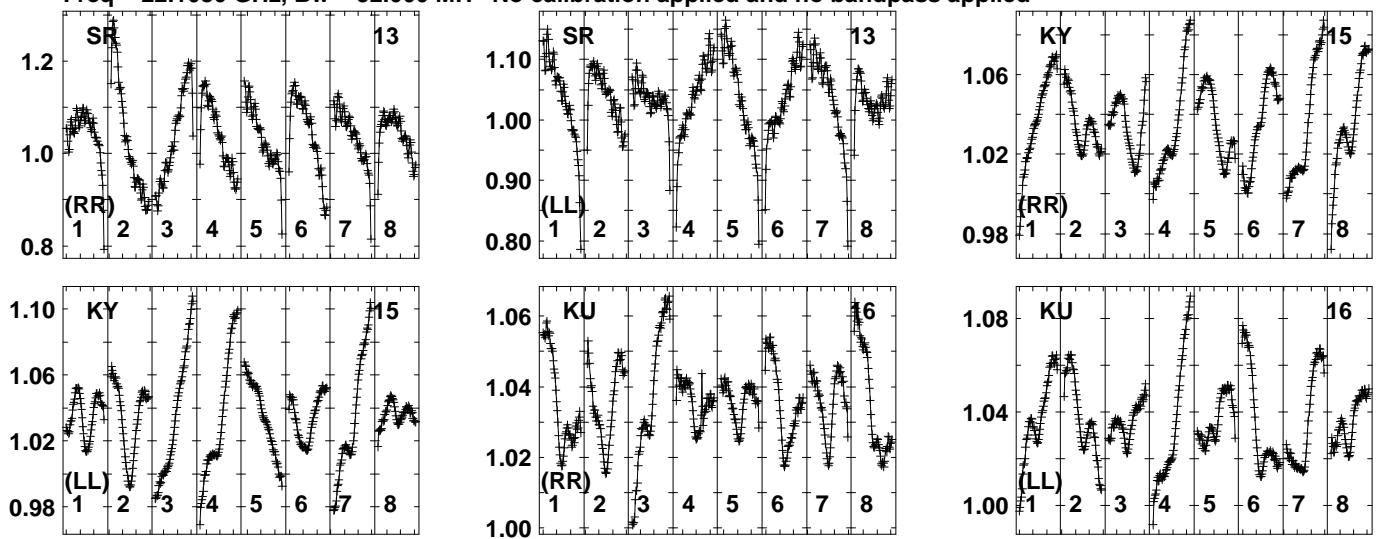 No calibration applied and no bandpass applied
SR 13
1.2
1.0
0.8
(RR)
1 2 3 4 5 6 7 8
SR 13
1.10
1.00
0.90
0.80
(LL)
1 2 3 4 5 6 7 8
KY 15
1.06
1.02
0.98
(RR)
1 2 3 4 5 6 7 8
KY 15
1.10
1.06
1.02
0.98
(LL)
1 2 3 4 5 6 7 8
KU 16
1.06
1.04
1.02
1.00
(RR)
1 2 3 4 5 6 7 8
KU 16
1.08
1.04
1.00
(LL)
1 2 3 4 5 6 7 8